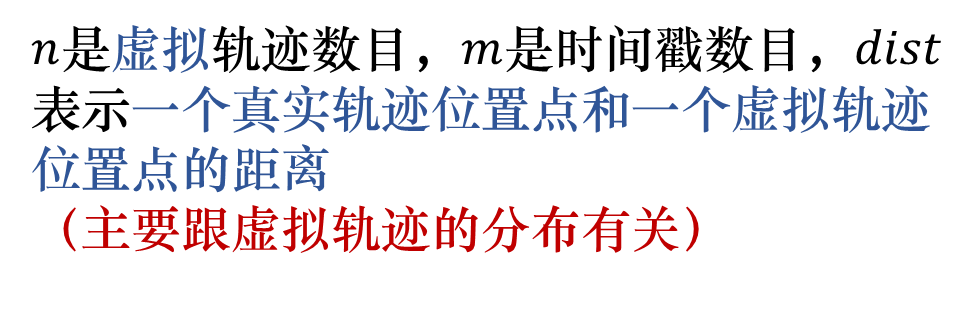 n是虚拟轨迹数目，m是时间戳数目，dist
表示一个真实轨迹位置点和一个虚拟轨迹
位置点的距离
（主要跟虚拟轨迹的分布有关）